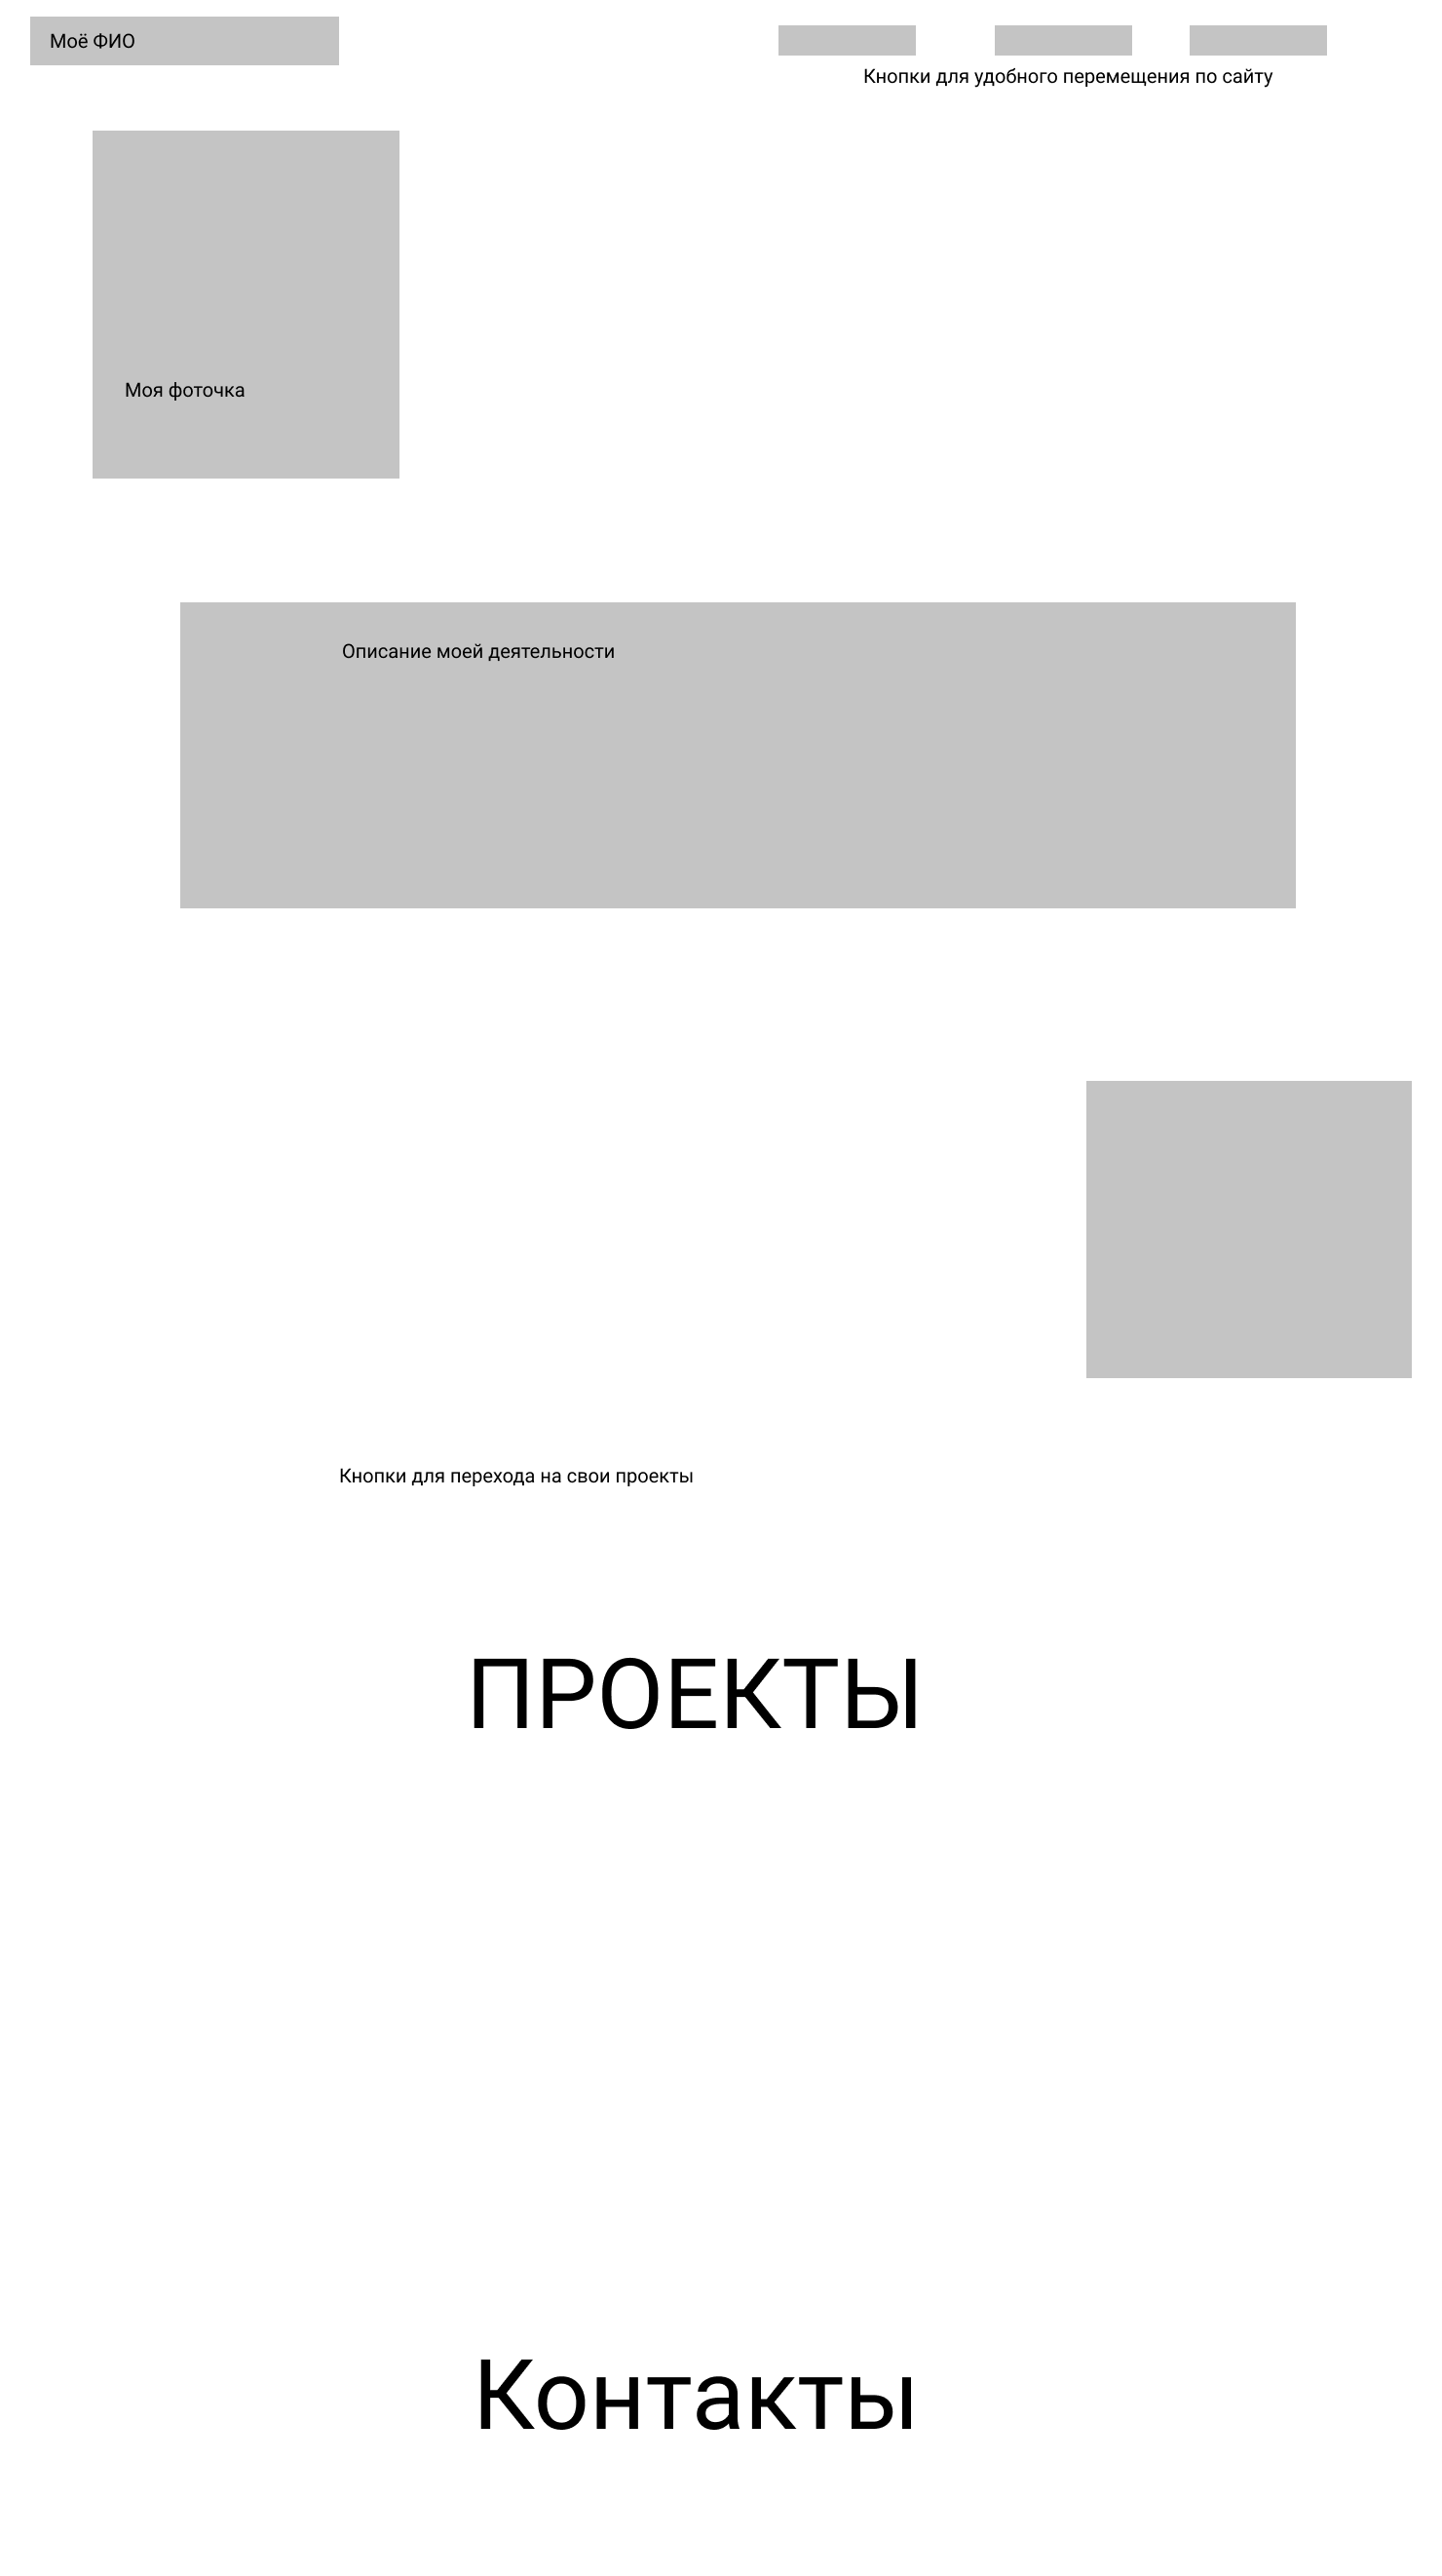 Моё ФИО
Кнопки для удобного перемещения по сайту
Моя фоточка
Описание моей деятельности
Кнопки для перехода на свои проекты
ПРОЕКТЫ
Контакты